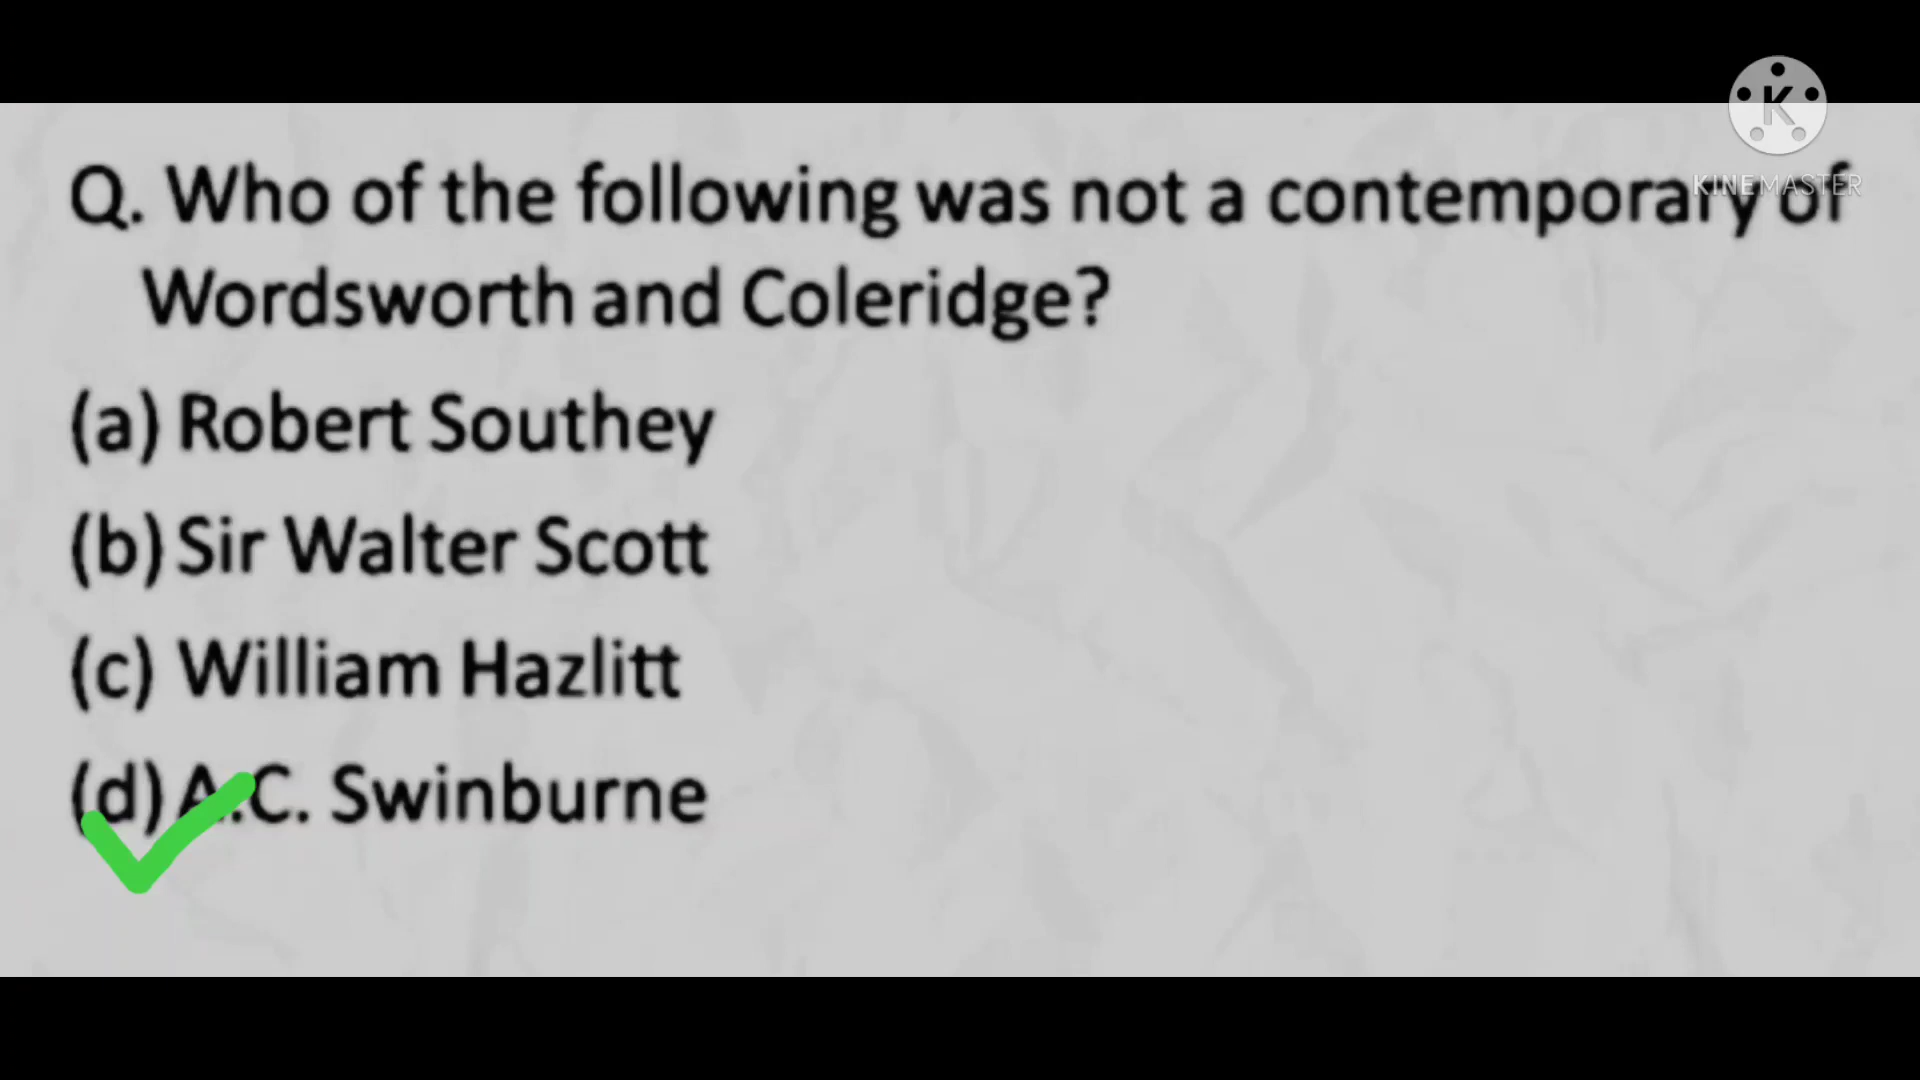 K
KINEMASTER
Q. Who of the following was not a contemporary of
Wordsworth and Coleridge?
(a) Robert Southey
(b) Sir Walter Scott
(c) William Hazlitt
(d) A.C. Swinburne